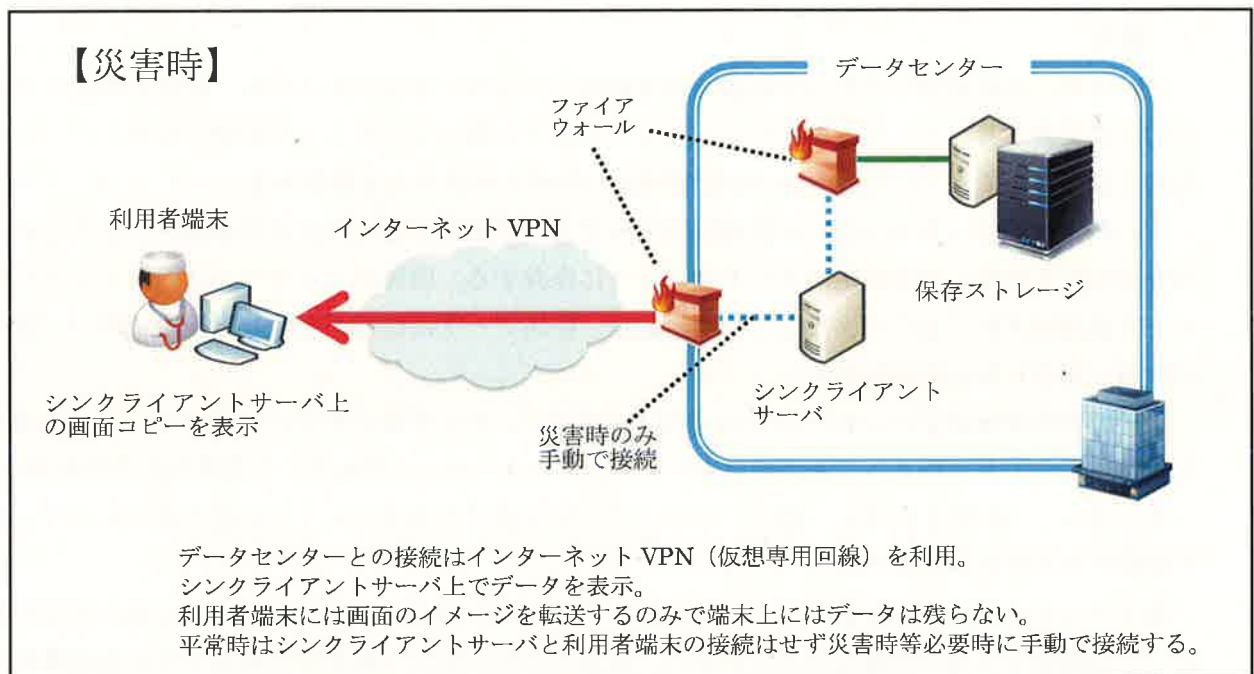 【災害時】
データセンター
ファイア
ウォール
利用者端末
インターネット VPN
保存ストレージ
シンクライアントサーバ上
の画面コピーを表示
シンクライアント
サーバ
災害時のみ
手動で接続
データセンターとの接続はインターネット VPN（仮想専用回線）を利用。
シンクライアントサーバ上でデータを表示。
利用者端末には画面のイメージを転送するのみで端末上にはデータは残らない。
平常時はシンクライアントサーバと利用者端末の接続はせず災害時等必要時に手動で接続する。